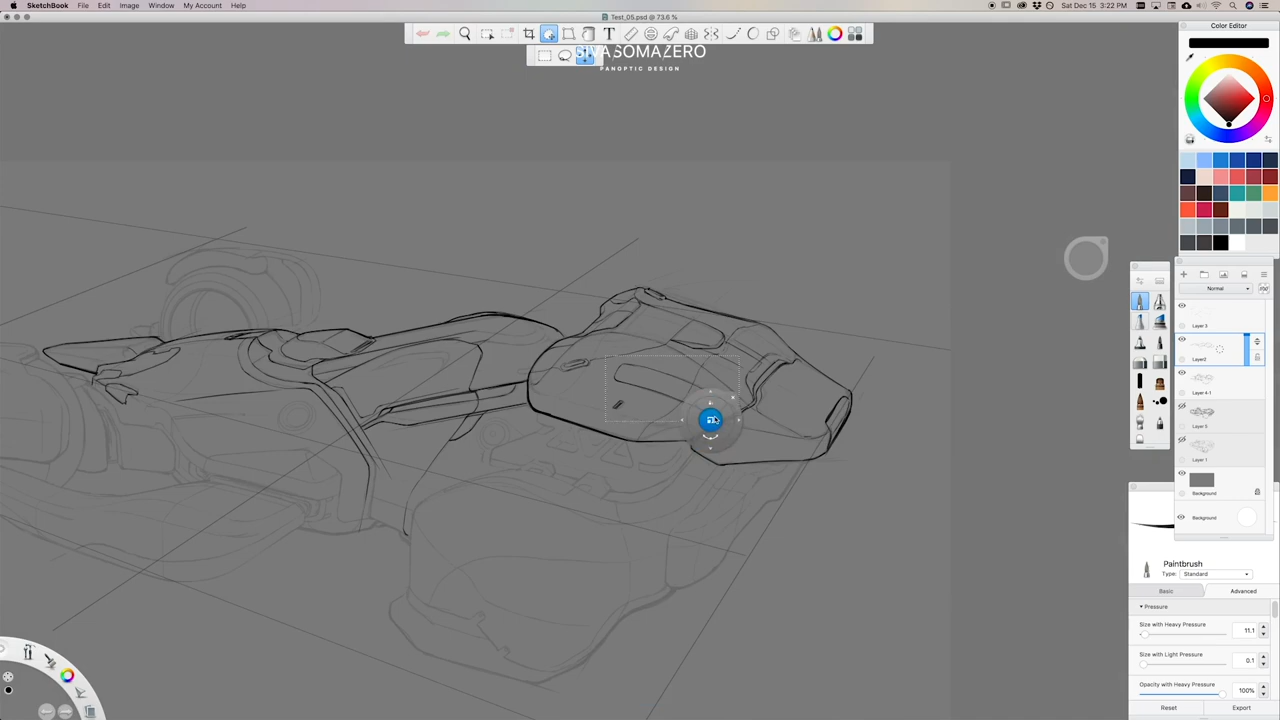 SketchBook File Edit Image Window My Account Help
Sat Dec 15 3:22 PM
Test_05.psd @ 73.6 %
Color Editor
SIVASOMAZERO
PANOPTIC DESIGN
Normal
Layer 3
Layer2
Layer 4-1
Layer 5
Layer 1
Background
Background
Paintbrush
Type: Standard
Basic Advanced
Pressure
Size with Heavy Pressure
11.1
Size with Light Pressure
0.1
Opacity with Heavy Pressure
100%
Reset Export